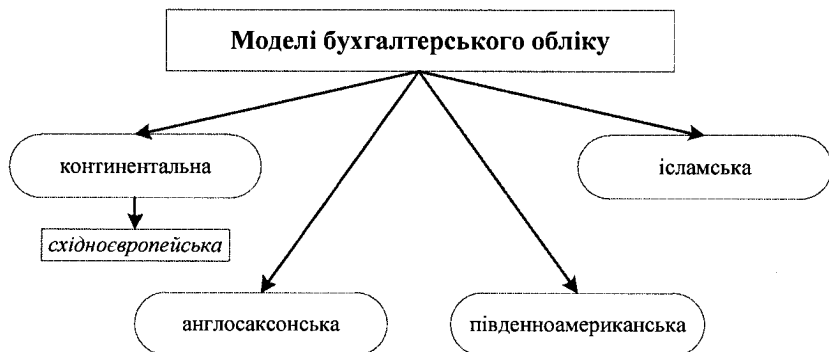 Моделі бухгалтерського обліку
континентальна
ісламська
східноєвропейська
англосаксонська
південноамериканська